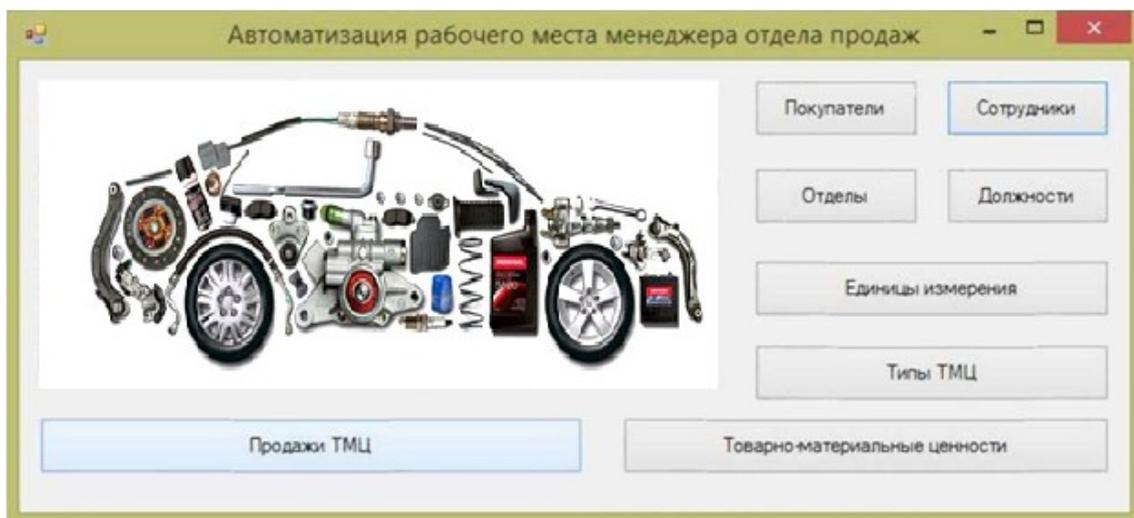 Автоматизация рабочего места менеджера отдела продаж
Покупатели
Сотрудники
Отделы
Должности
Единицы измерения
Типы ТМЦ
Продажи ТМЦ
Товарно-материальные ценности